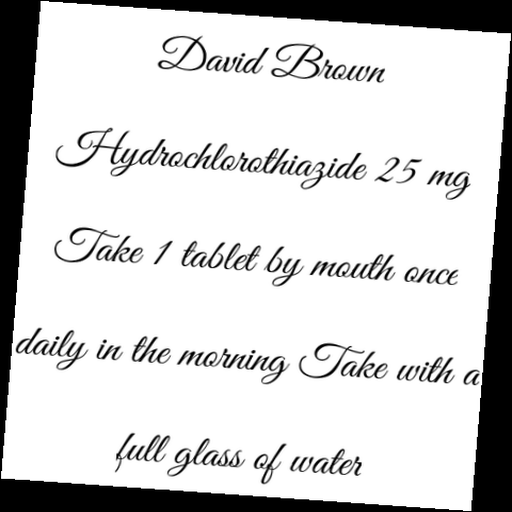 David Brown
Hydrochlorothiazide 25 mg
Take 1 tablet by mouth once
daily in the morning Take with a
full glass of water